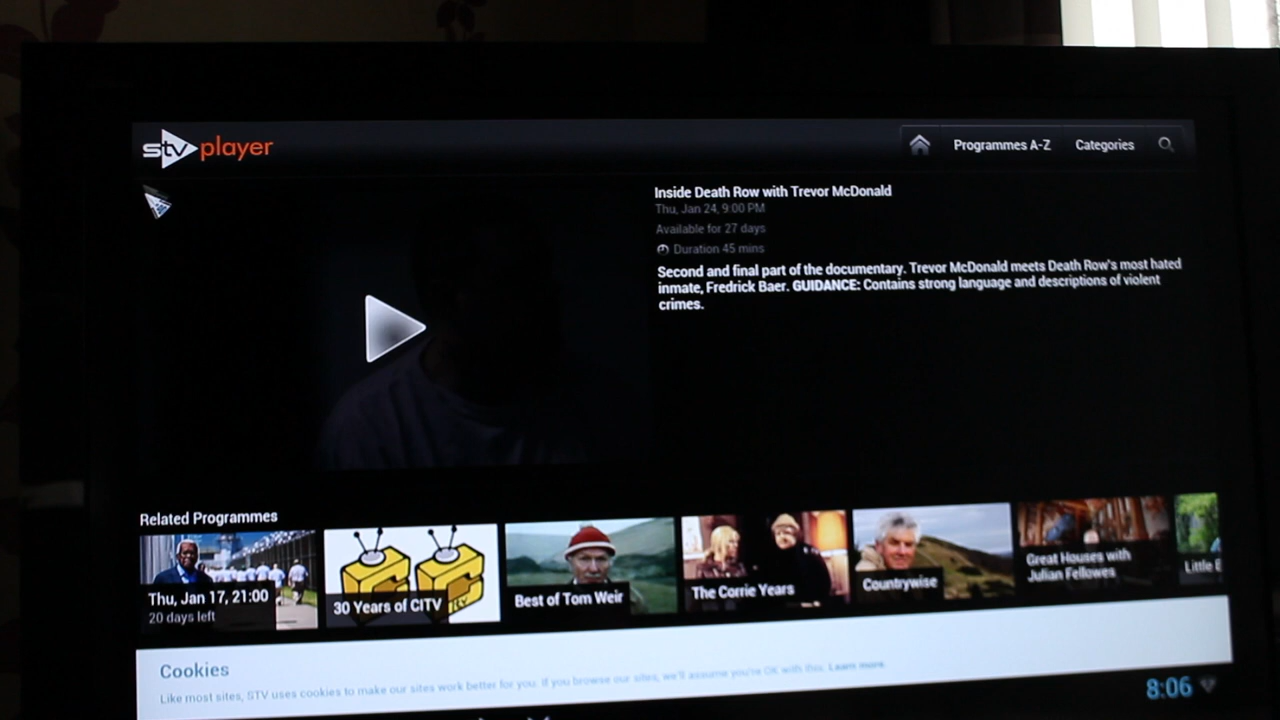 stv player
Programmes A-Z
Categories
Inside Death Row with Trevor McDonald
Thu, Jan 24, 9:00 PM
Available for 27 days
Duration 45 mins
Second and final part of the documentary. Trevor McDonald meets Death Row's most hated
inmate, Fredrick Baer. GUIDANCE: Contains strong language and descriptions of violent
crimes.
Related Programmes
Thu, Jan 17, 21:00
20 days left
30 Years of CITV
Best of Tom Weir
The Corrie Years
Countrywise
Great Houses with
Julian Fellowes
Little
Cookies
Like most sites, STV uses cookies to make our sites work better for you. If you browse our sites, we'll assume you're OK with this. Learn more.
8:06